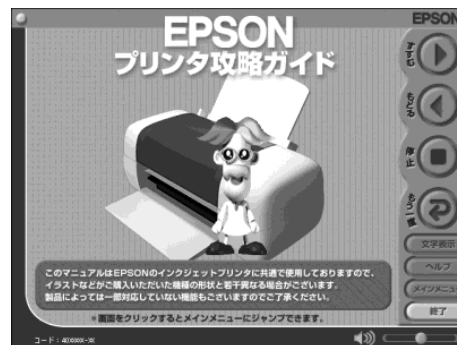 EPSON
プリンタ攻略ガイド
このマニュアルはEPSONのインクジェットプリンタに共通で使用しておりますので、
イラストなどがご購入いただいた機種の形状と若干異なる場合がございます。
製品によっては一部対応していない機能もございますのでご了承ください。
※画面をクリックするとメインメニューにジャンプできます。
EPSON
すすむ
もどる
停止
もう一度
文字表示
ヘルプ
メインメニュー
終了